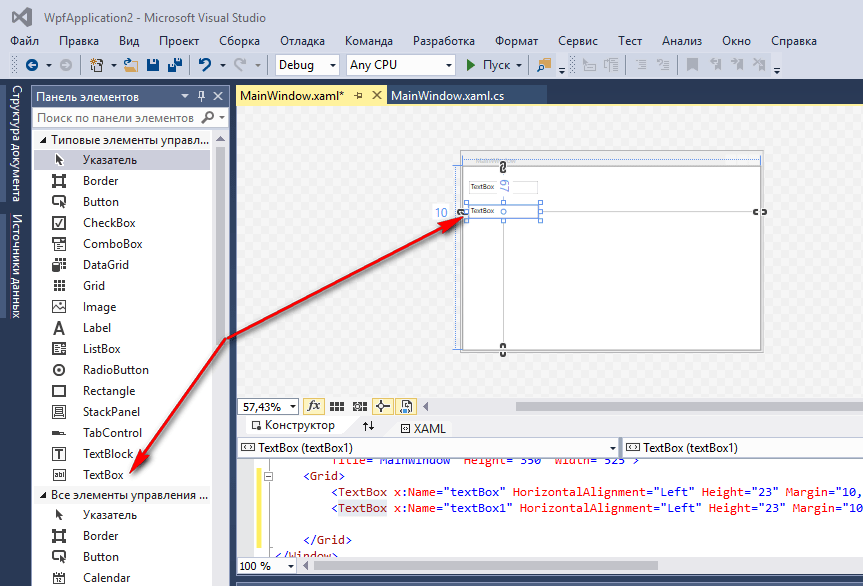 WpfApplication2 - Microsoft Visual Studio
Файл Правка Вид Проект Сборка Отладка Команда Разработка Формат Сервис Тест Анализ Окно Справка
Debug Any CPU Пуск
Структура документа
Источники данных
Панель элементов
Поиск по панели элементов
Типовые элементы управл...
Указатель
Border
Button
CheckBox
ComboBox
DataGrid
Grid
Image
Label
ListBox
RadioButton
Rectangle
StackPanel
TabControl
TextBlock
TextBox
Все элементы управления ...
Указатель
Border
Button
Calendar
MainWindow.xaml* MainWindow.xaml.cs
MainWindow
TextBox
67
10
TextBox
57,43%
Конструктор XAML
TextBox (textBox1) TextBox (textBox1)
Title="MainWindow" Height="350" Width="525">
<Grid>
<TextBox x:Name="textBox" HorizontalAlignment="Left" Height="23" Margin="10,
<TextBox x:Name="textBox1" HorizontalAlignment="Left" Height="23" Margin="10
</Grid>
</Window>
100 %